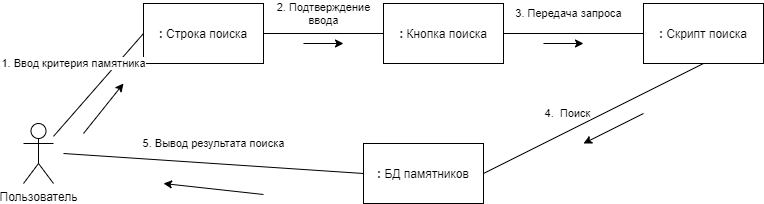 2. Подтверждение
ввода
3. Передача запроса
: Строка поиска
: Кнопка поиска
: Скрипт поиска
1. Ввод критерия памятника
4.  Поиск
5. Вывод результата поиска
: БД памятников
Пользователь